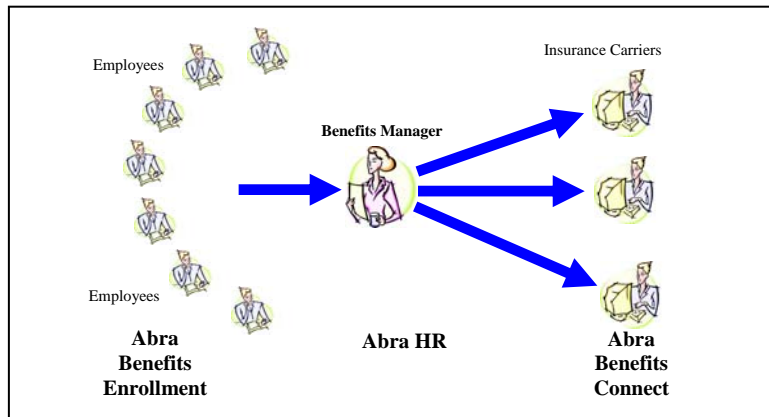 Employees
Insurance Carriers
Benefits Manager
Employees
Abra
Benefits
Enrollment
Abra HR
Abra
Benefits
Connect